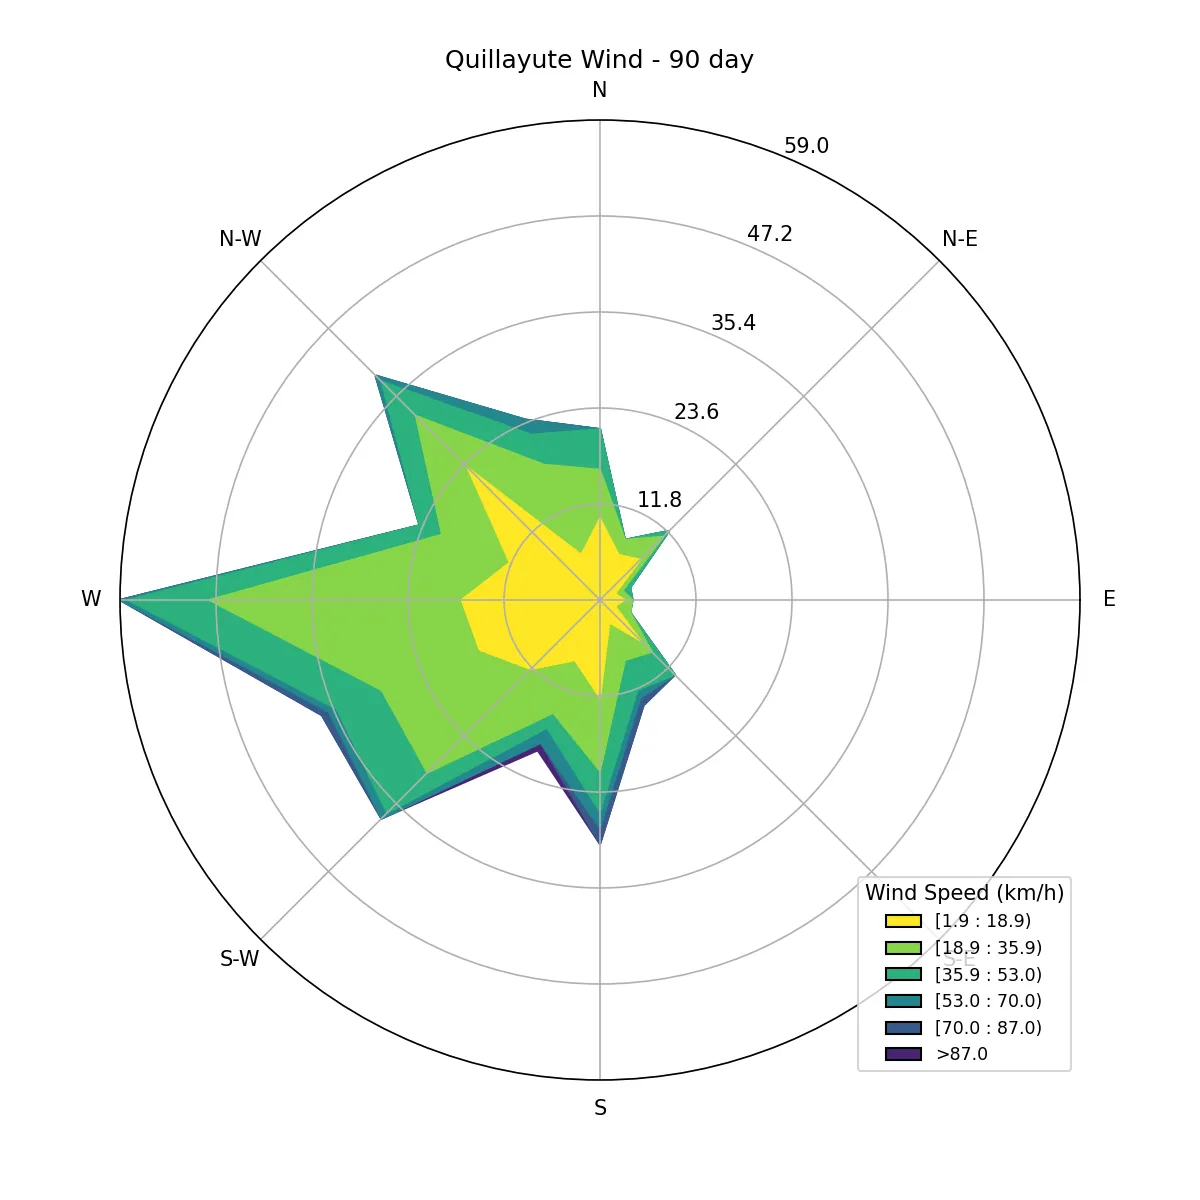 Quillayute Wind - 90 day
N
59.0
47.2
N-W
N-E
35.4
23.6
11.8
W
E
S-W
S-E
Wind Speed (km/h)
[1.9 : 18.9)
[18.9 : 35.9)
[35.9 : 53.0)
[53.0 : 70.0)
[70.0 : 87.0)
>87.0
S